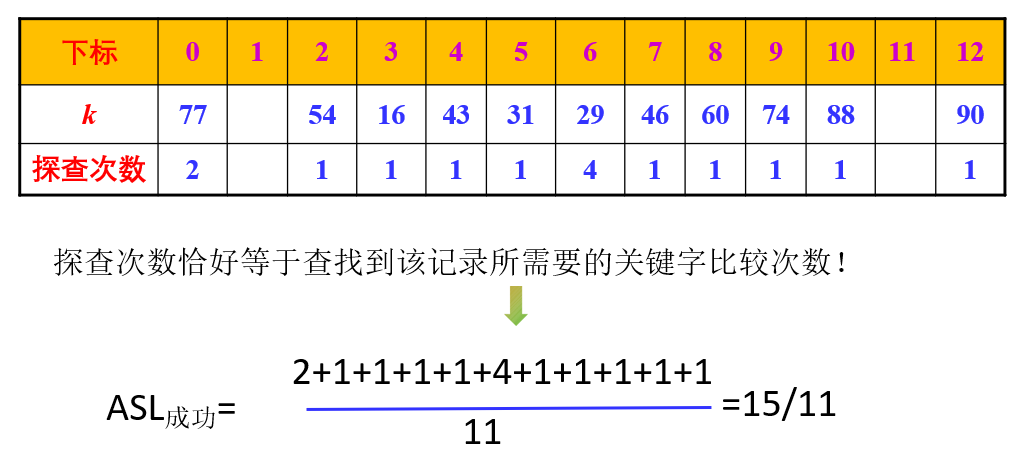 下标 0 1 2 3 4 5 6 7 8 9 10 11 12
k 77 54 16 43 31 29 46 60 74 88 90
探查次数 2 1 1 1 1 4 1 1 1 1 1
探查次数恰好等于查找到该记录所需要的关键字比较次数!
2+1+1+1+1+4+1+1+1+1+1
ASL成功= =15/11
11